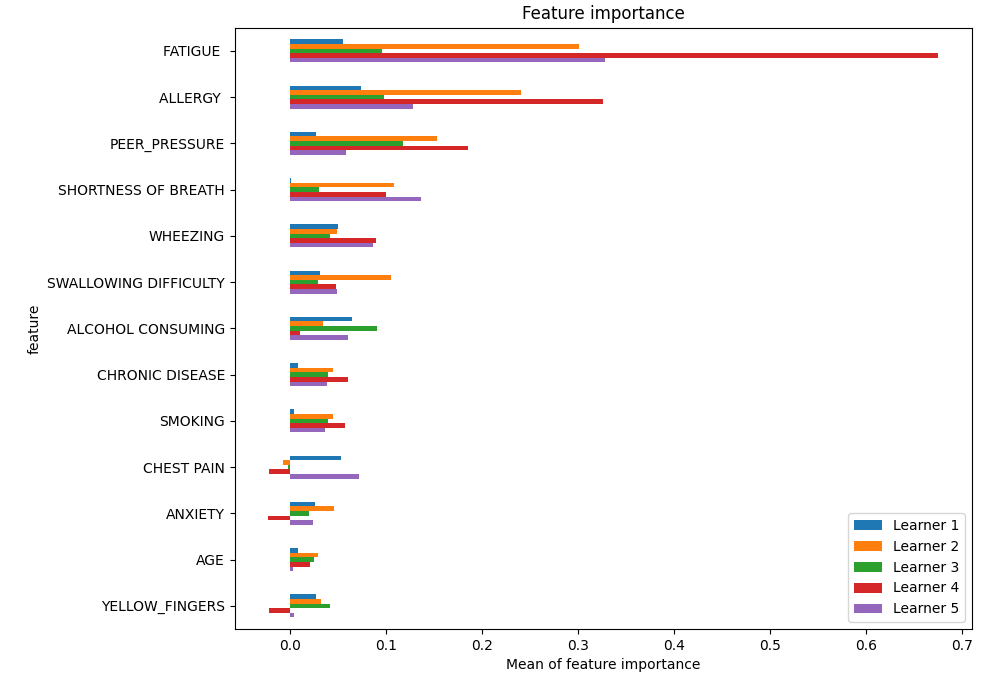 Feature importance
FATIGUE
ALLERGY
PEER_PRESSURE
SHORTNESS OF BREATH
WHEEZING
SWALLOWING DIFFICULTY
ALCOHOL CONSUMING
CHRONIC DISEASE
SMOKING
CHEST PAIN
ANXIETY
AGE
YELLOW_FINGERS
feature
Learner 1
Learner 2
Learner 3
Learner 4
Learner 5
0.0 0.1 0.2 0.3 0.4 0.5 0.6 0.7
Mean of feature importance